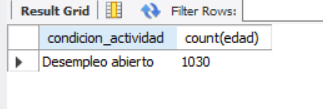 Result Grid Filter Rows:
condicion_actividad count(edad)
Desempleo abierto 1030